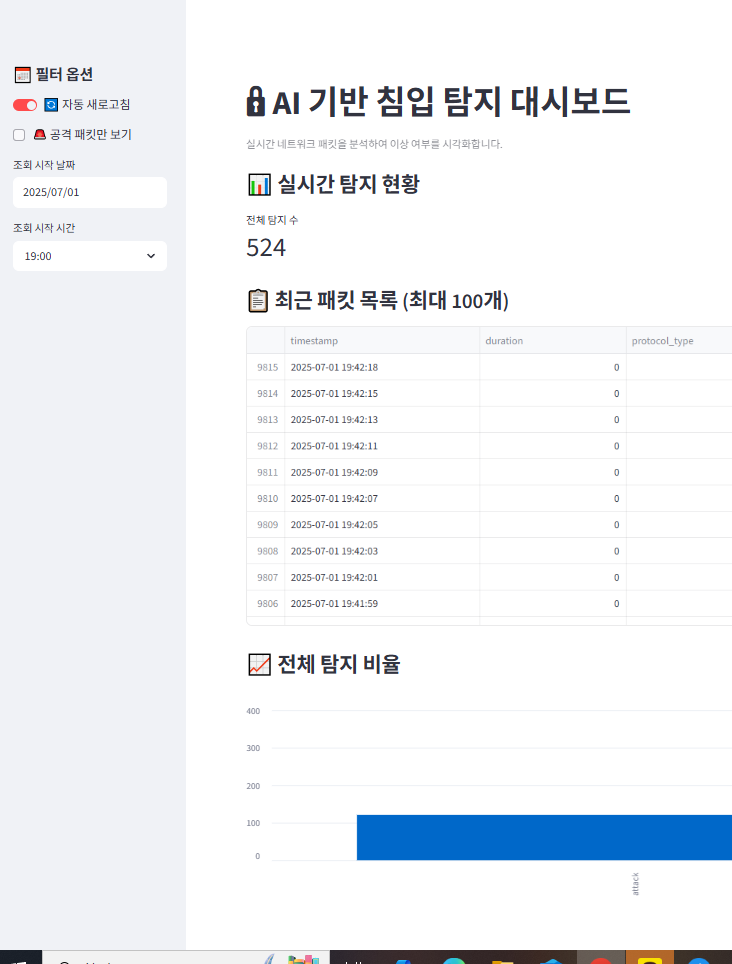 필터 옵션
자동 새로고침
공격 패킷만 보기
조회 시작 날짜
2025/07/01
조회 시작 시간
19:00
AI 기반 침입 탐지 대시보드
실시간 네트워크 패킷을 분석하여 이상 여부를 시각화합니다.
실시간 탐지 현황
전체 탐지 수
524
최근 패킷 목록 (최대 100개)
timestamp duration protocol_type
9815 2025-07-01 19:42:18 0
9814 2025-07-01 19:42:15 0
9813 2025-07-01 19:42:13 0
9812 2025-07-01 19:42:11 0
9811 2025-07-01 19:42:09 0
9810 2025-07-01 19:42:07 0
9809 2025-07-01 19:42:05 0
9808 2025-07-01 19:42:03 0
9807 2025-07-01 19:42:01 0
9806 2025-07-01 19:41:59 0
전체 탐지 비율
400
300
200
100
0
attack